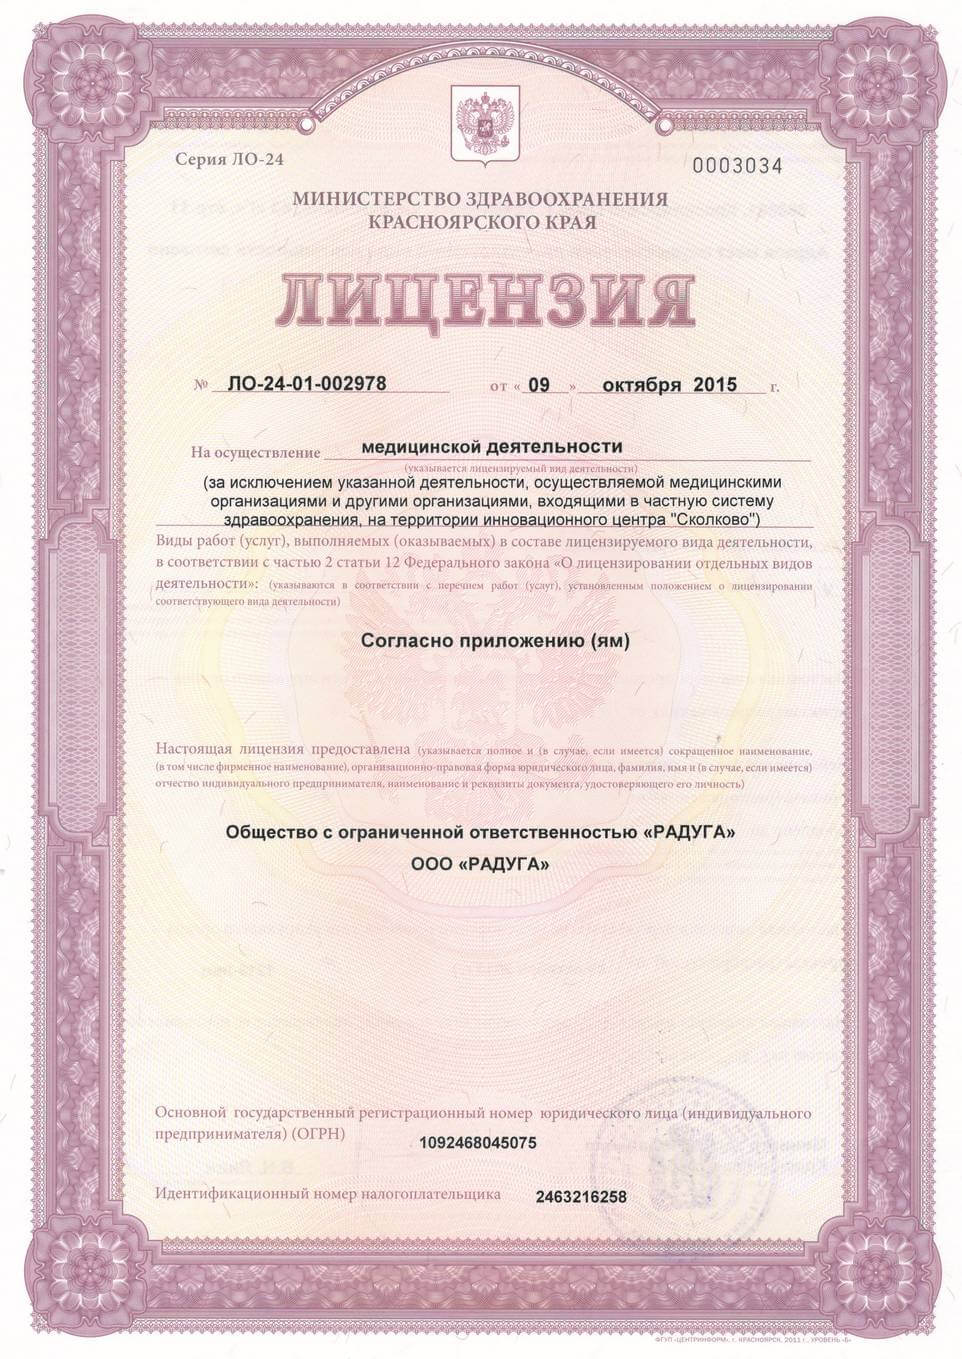 Серия ЛО-24
0003034
МИНИСТЕРСТВО ЗДРАВООХРАНЕНИЯ
КРАСНОЯРСКОГО КРАЯ
ЛИЦЕНЗИЯ
№ ЛО-24-01-002978 от « 09 » октября 2015 г.
На осуществление медицинской деятельности
(указывается лицензируемый вид деятельности)
(за исключением указанной деятельности, осуществляемой медицинскими
организациями и другими организациями, входящими в частную систему
здравоохранения, на территории инновационного центра "Сколково")
Виды работ (услуг), выполняемых (оказываемых) в составе лицензируемого вида деятельности,
в соответствии с частью 2 статьи 12 Федерального закона «О лицензировании отдельных видов
деятельности»: (указываются в соответствии с перечнем работ (услуг), установленным положением о лицензировании
соответствующего вида деятельности)
Согласно приложению (ям)
Настоящая лицензия предоставлена (указывается полное и (в случае, если имеется) сокращенное наименование,
(в том числе фирменное наименование), организационно-правовая форма юридического лица, фамилия, имя и (в случае, если имеется)
отчество индивидуального предпринимателя, наименование и реквизиты документа, удостоверяющего его личность)
Общество с ограниченной ответственностью «РАДУГА»
ООО «РАДУГА»
Основной государственный регистрационный номер юридического лица (индивидуального
предпринимателя) (ОГРН) 1092468045075
Идентификационный номер налогоплательщика 2463216258
ФГУП «ЦЕНТРИНФОРМ», г. КРАСНОЯРСК, 2011 г., УРОВЕНЬ «Б»